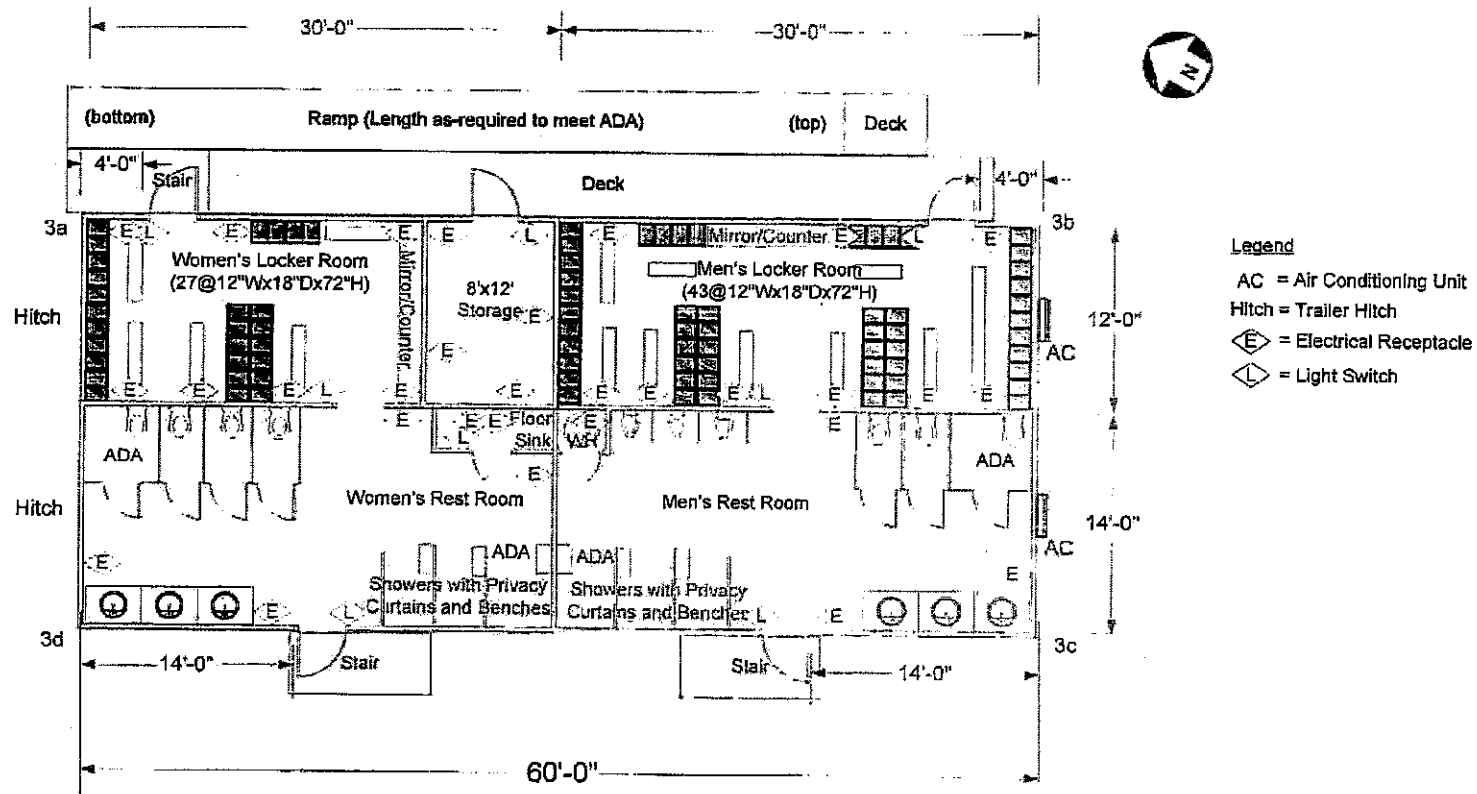 30'-0"
30'-0"
N
(bottom)
Ramp (Length as-required to meet ADA)
(top)
Deck
4'-0"
Stair
Deck
4'-0"
3a
E
L
E
E
E
L
E
Mirror/Counter
E
L
E
3b
Women's Locker Room
(27@12"Wx18"Dx72"H)
Mirror/Counter
8'x12'
Storage
E
E
Men's Locker Room
(43@12"Wx18"Dx72"H)
Hitch
12'-0"
AC
Legend
AC = Air Conditioning Unit
Hitch = Trailer Hitch
E = Electrical Receptacle
L = Light Switch
E
E
E
L
E
E
E
E
E
L
E
E
E
E
E
E
L
Floor
Sink
WH
E
E
ADA
ADA
Hitch
Women's Rest Room
E
Men's Rest Room
14'-0"
AC
E
ADA
ADA
E
Showers with Privacy
Curtains and Benches
Showers with Privacy
Curtains and Benches
E
L
L
E
3d
3c
14'-0"
Stair
Stair
14'-0"
60'-0"